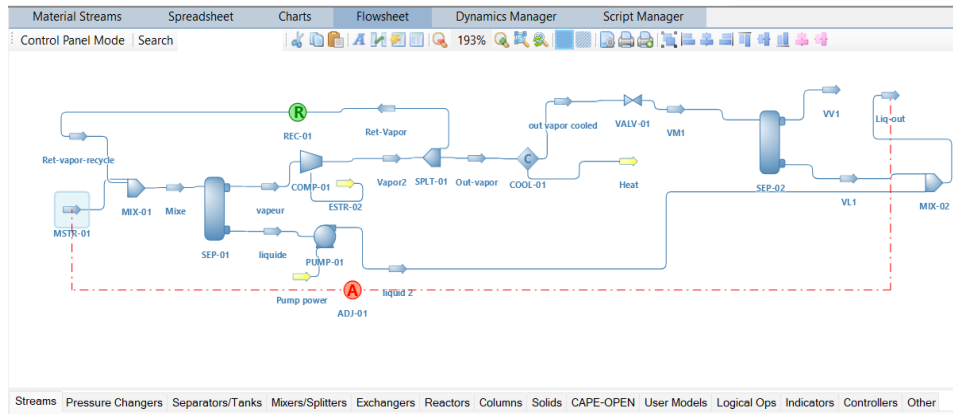 Material Streams Spreadsheet Charts Flowsheet Dynamics Manager Script Manager
Control Panel Mode Search A 193%
R
REC-01
Ret-Vapor
out vapor cooled
VALV-01
VM1
VV1
Liq-out
Ret-vapor-recycle
COMP-01
Vapor2
SPLT-01
Out-vapor
C
COOL-01
Heat
SEP-02
MSTR-01
MIX-01
Mixe
vapeur
ESTR-02
VL1
MIX-02
SEP-01
liquide
PUMP-01
Pump power
A
liquid 2
ADJ-01
Streams Pressure Changers Separators/Tanks Mixers/Splitters Exchangers Reactors Columns Solids CAPE-OPEN User Models Logical Ops Indicators Controllers Other